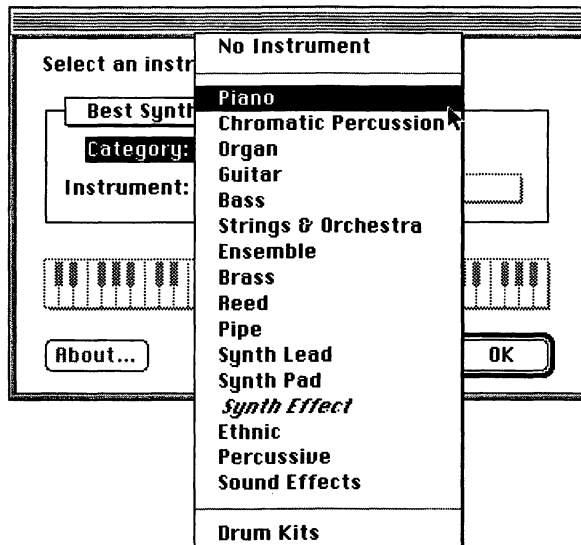 Select an instr
Best Synth
Category:
Instrument:
No Instrument
Piano
Chromatic Percussion
Organ
Guitar
Bass
Strings & Orchestra
Ensemble
Brass
Reed
Pipe
Synth Lead
Synth Pad
Synth Effect
Ethnic
Percussive
Sound Effects
Drum Kits
About...
OK